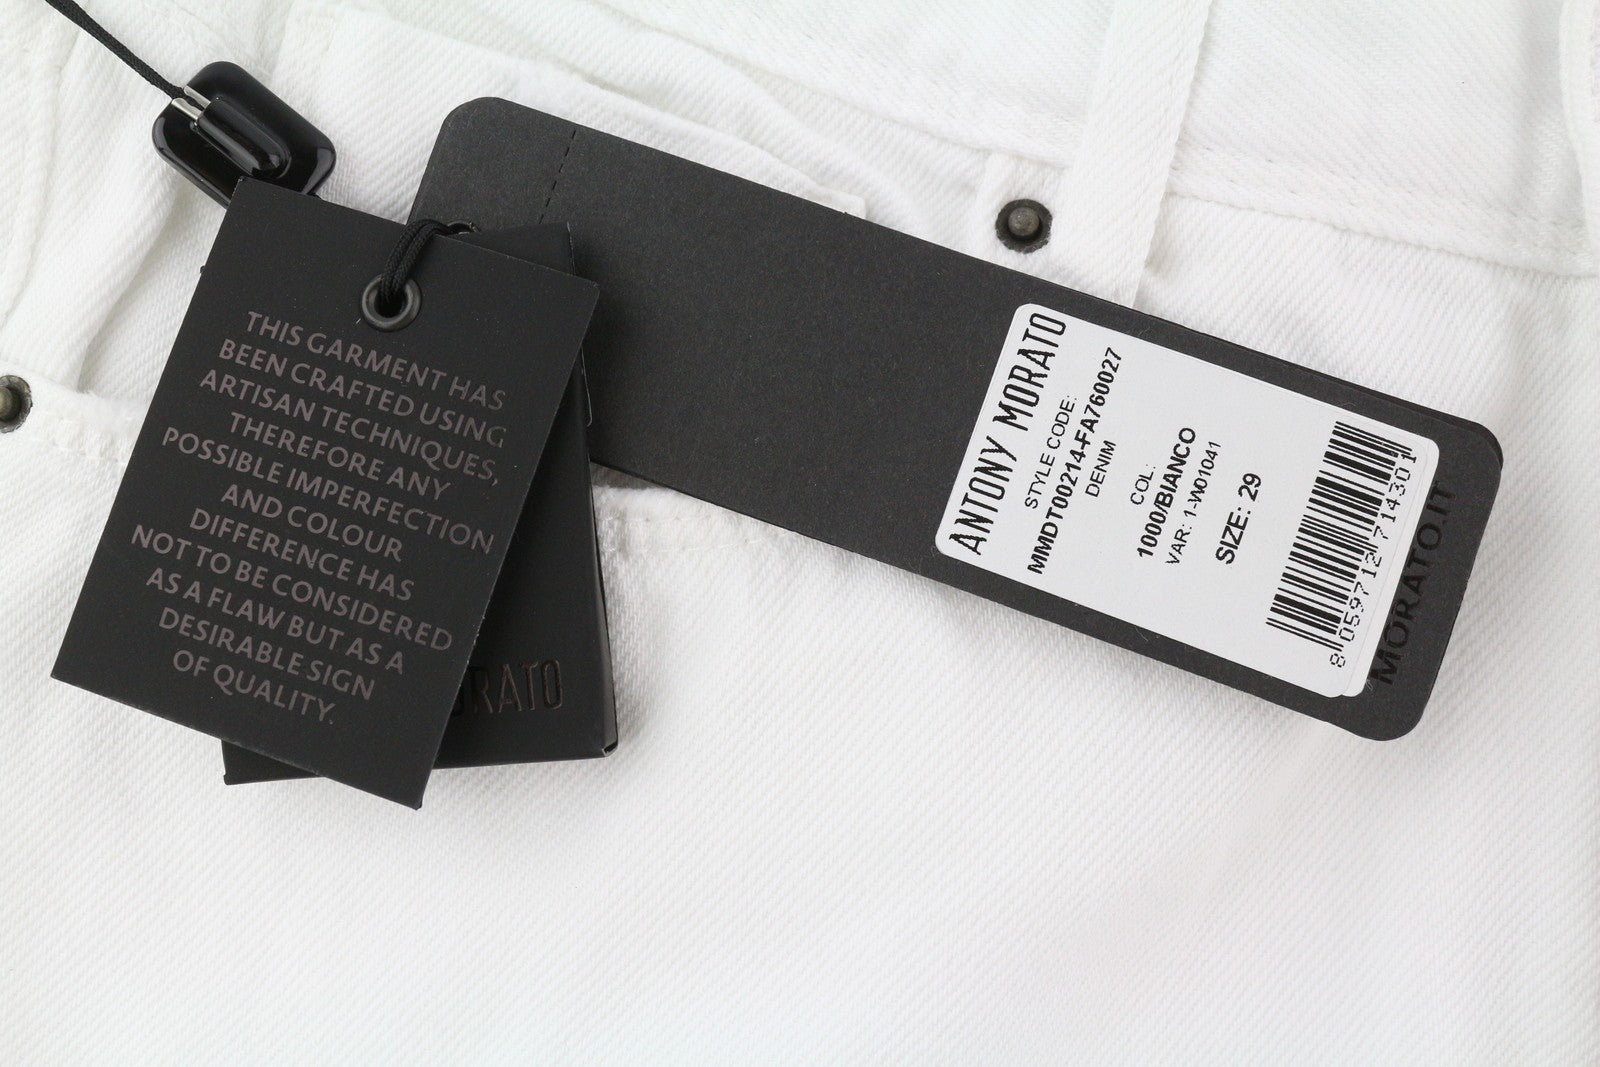 THIS GARMENT HAS
BEEN CRAFTED USING
ARTISAN TECHNIQUES,
THEREFORE ANY
POSSIBLE IMPERFECTION
AND COLOUR
DIFFERENCE HAS
NOT TO BE CONSIDERED
AS A FLAW BUT AS A
DESIRABLE SIGN
OF QUALITY.
ORATO
ANTONY MORATO
STYLE CODE:
MMDT00214-FA760027
DENIM
COL:
1000/BIANCO
VAR: 1-W01041
SIZE: 29
8 059712 714301
MORATO.IT